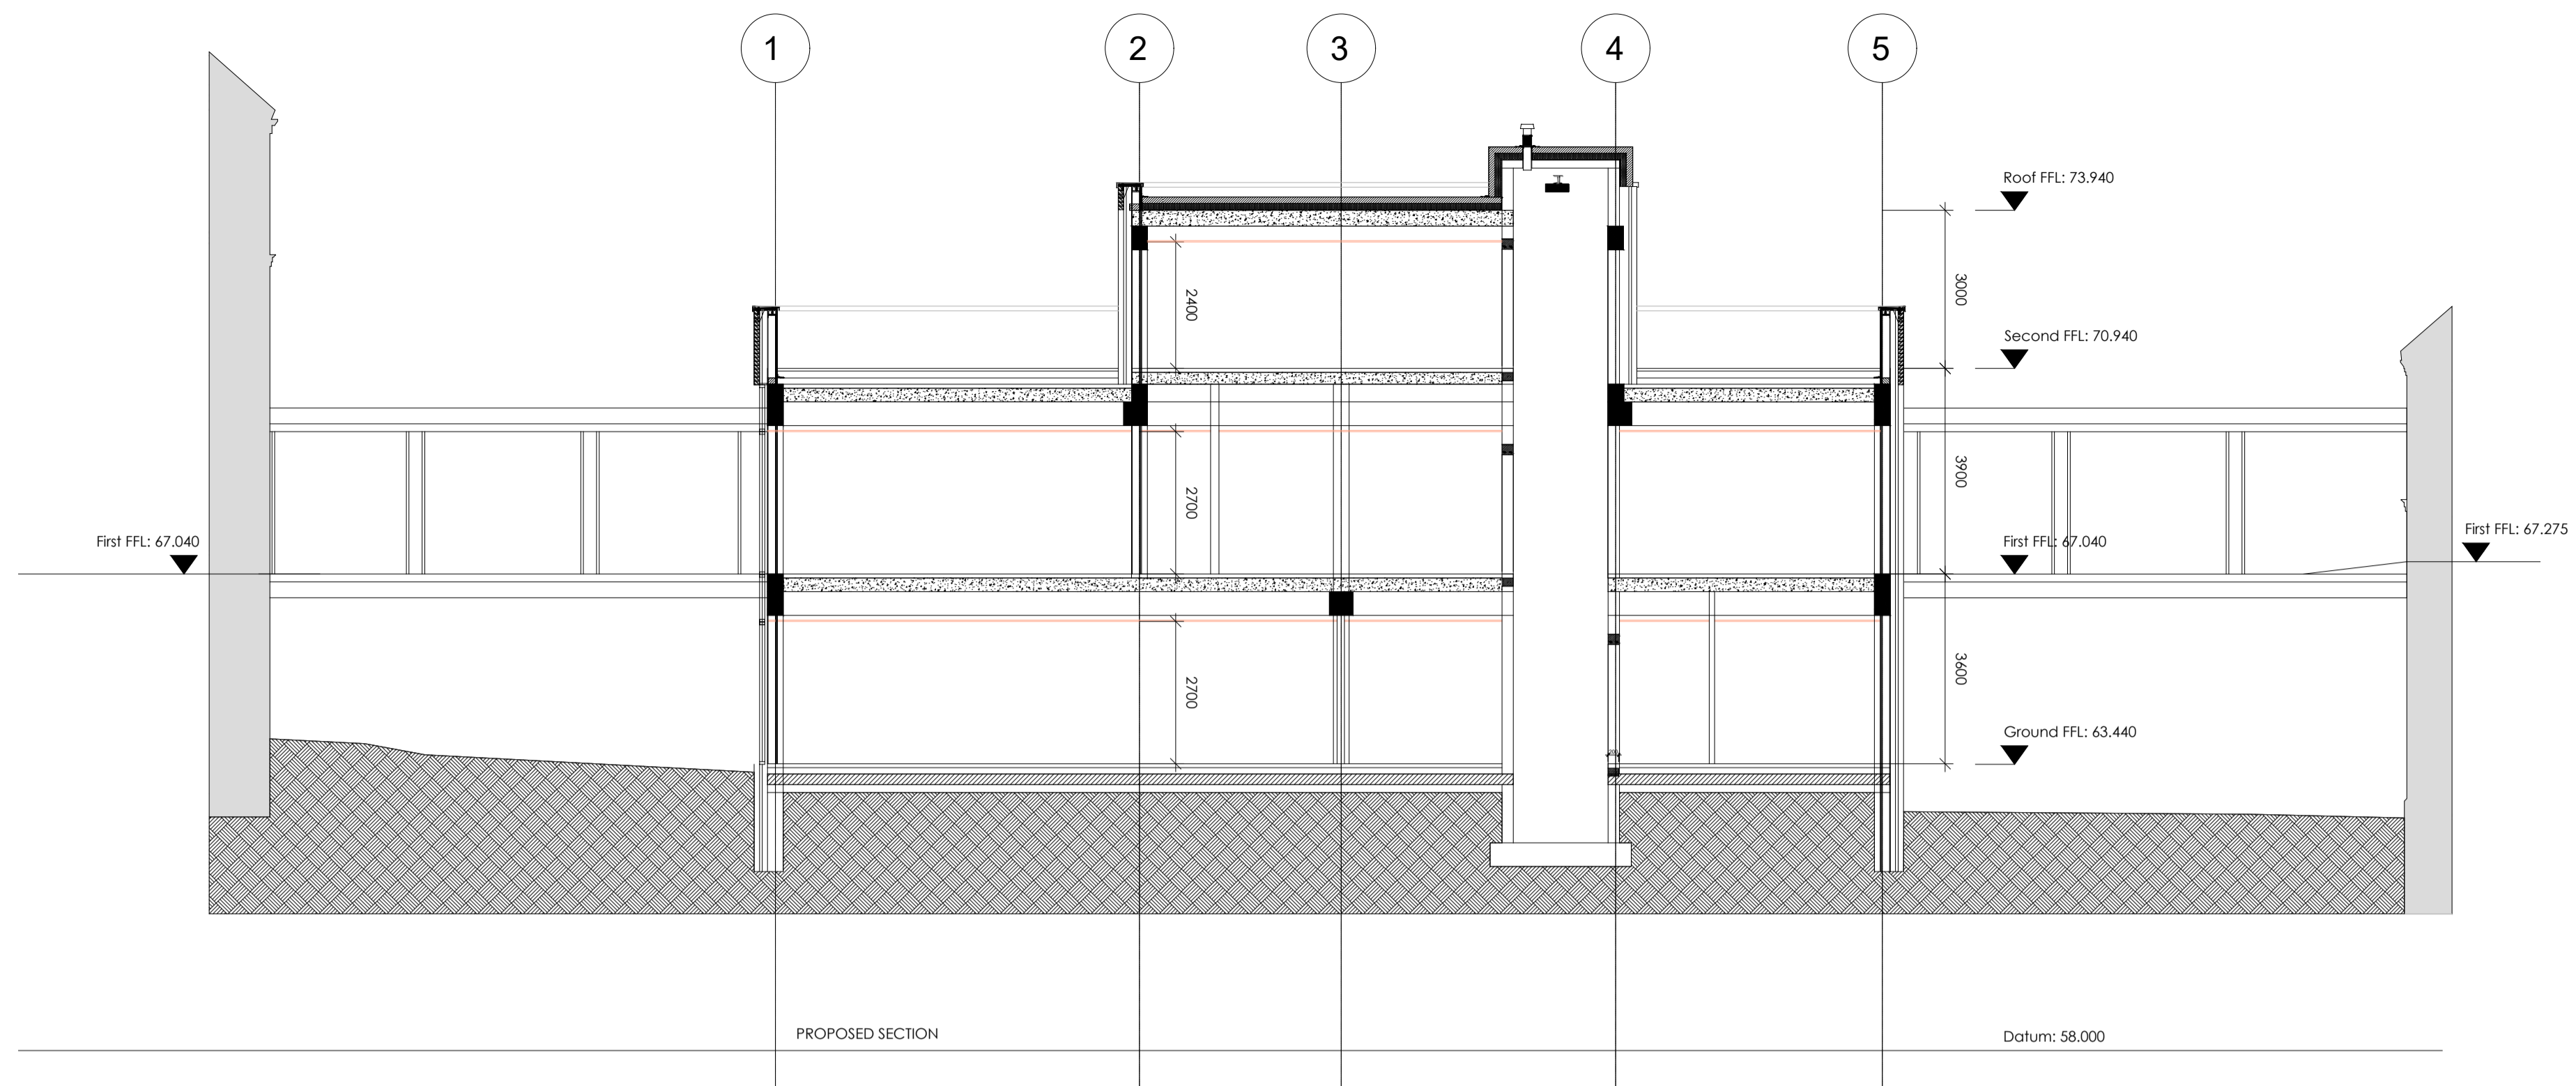 1
2
3
4
5
Roof FFL: 73.940
3000
2400
Second FFL: 70.940
3900
2700
First FFL: 67.040
First FFL: 67.040
First FFL: 67.275
3600
2700
Ground FFL: 63.440
200
PROPOSED SECTION
Datum: 58.000